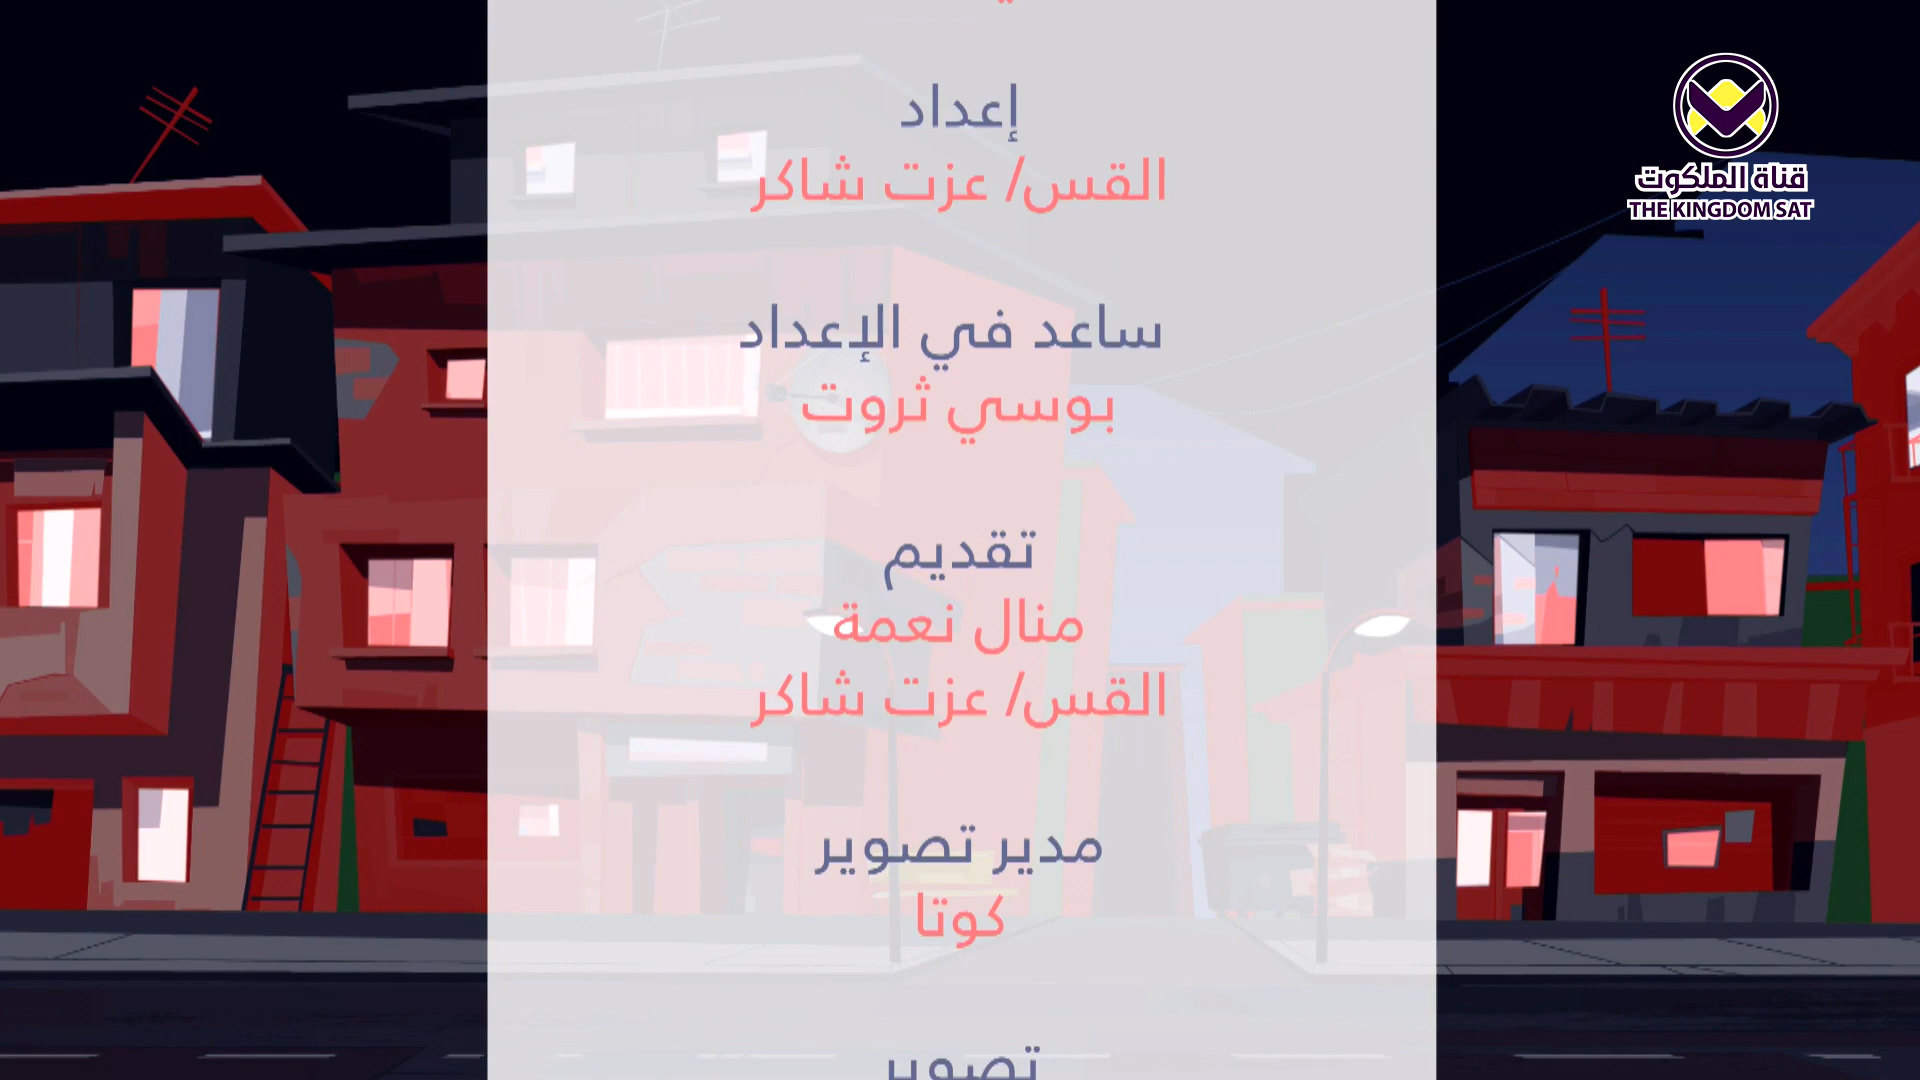 إعداد
القس/ عزت شاكر
ساعد في الإعداد
بوسي ثروت
تقديم
منال نعمة
القس/ عزت شاكر
مدير تصوير
كوتا
تصوير
قناة الملكوت
THE KINGDOM SAT